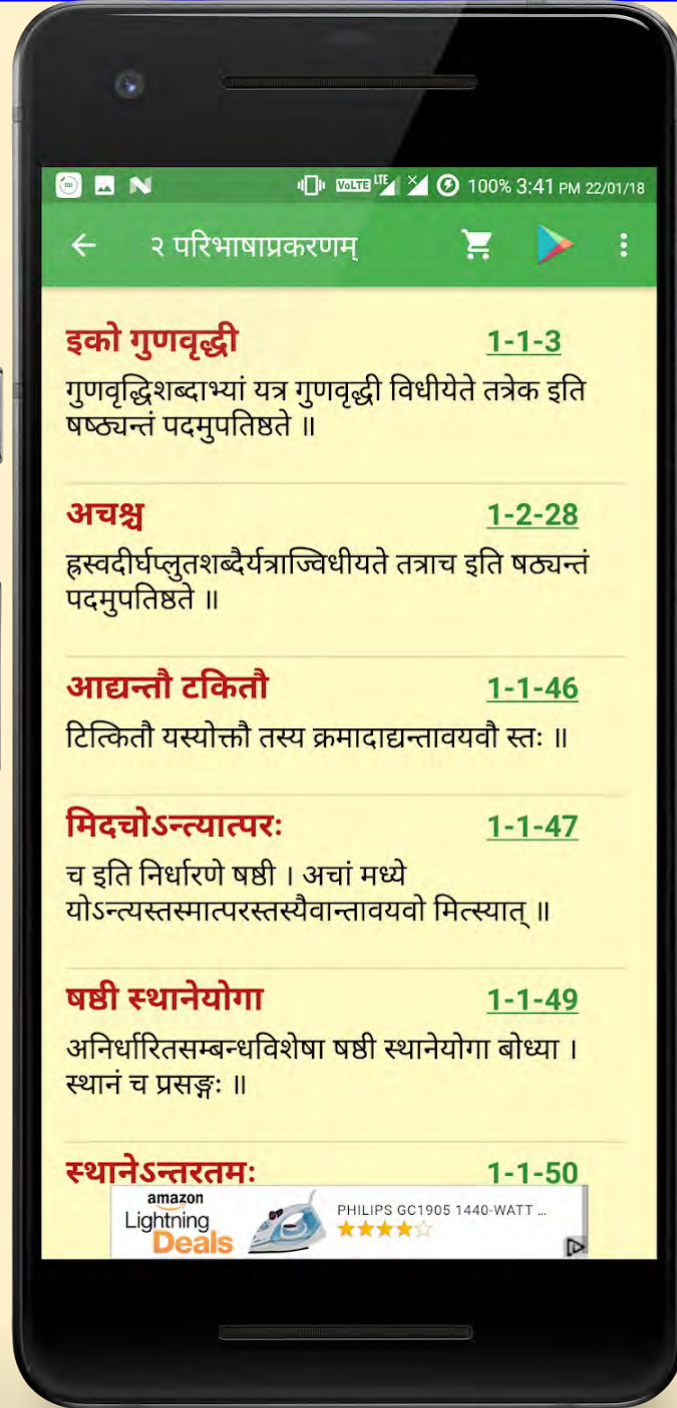 VoLTE LTE 100% 3:41 PM 22/01/18
२ परिभाषाप्रकरणम्
इको गुणवृद्धी 1-1-3
गुणवृद्धिशब्दाभ्यां यत्र गुणवृद्धी विधीयेते तत्रेक इति
षष्ठ्यन्तं पदमुपतिष्ठते ॥
अचश्च 1-2-28
ह्रस्वदीर्घप्लुतशब्दैर्यत्राज्विधीयते तत्राच इति षठ्यन्तं
पदमुपतिष्ठते ॥
आद्यन्तौ टकितौ 1-1-46
टित्कितौ यस्योक्तौ तस्य क्रमादाद्यन्तावयवौ स्तः ॥
मिदचोऽन्त्यात्परः 1-1-47
च इति निर्धारणे षष्ठी । अचां मध्ये
योऽन्त्यस्तस्मात्परस्तस्यैवान्तावयवो मित्स्यात् ॥
षष्ठी स्थानेयोगा 1-1-49
अनिर्धारितसम्बन्धविशेषा षष्ठी स्थानेयोगा बोध्या ।
स्थानं च प्रसङ्गः ॥
स्थानेऽन्तरतमः 1-1-50
amazon
Lightning
Deals
PHILIPS GC1905 1440-WATT ...